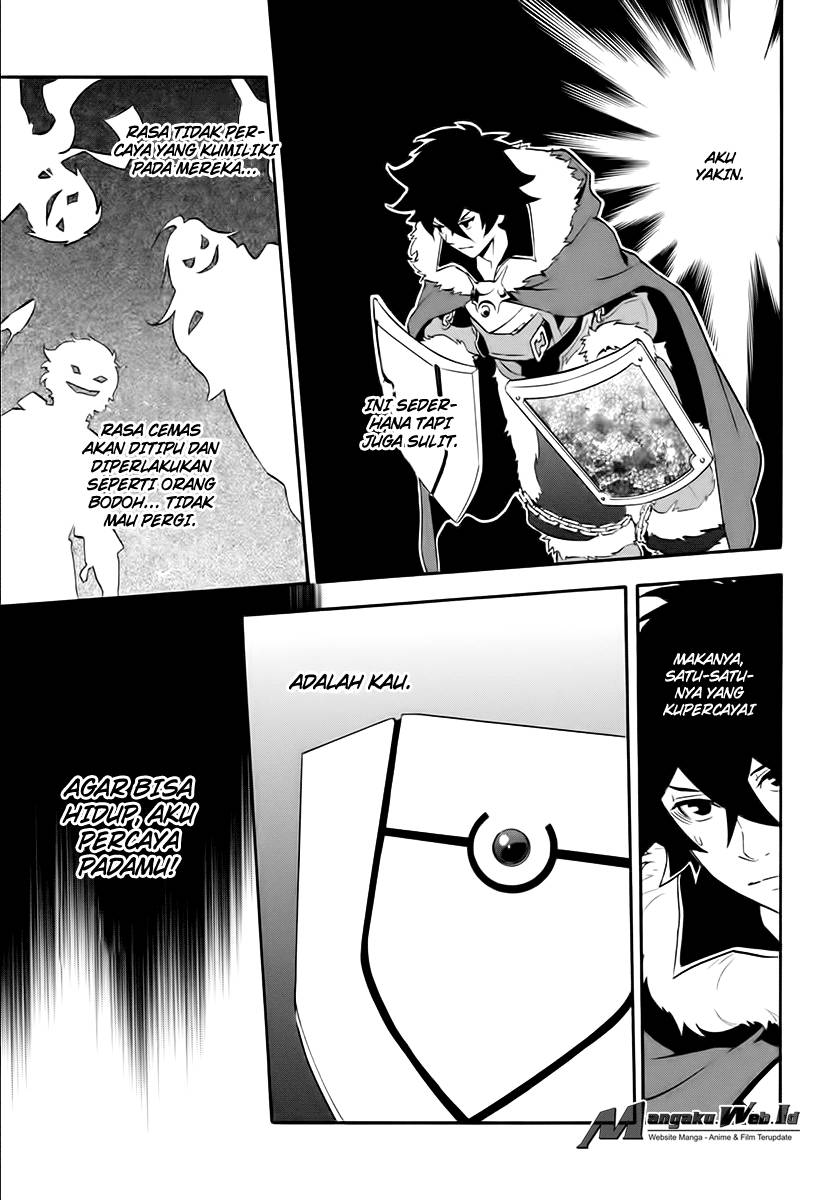 AKU
YAKIN.
INI SEDER-
HANA TAPI
JUGA SULIT.
RASA TIDAK PER-
CAYA YANG KUMILIKI
PADA MEREKA...
RASA CEMAS
AKAN DITIPU DAN
DIPERLAKUKAN
SEPERTI ORANG
BODOH... TIDAK
MAU PERGI.
MAKANYA,
SATU-SATU-
NYA YANG
KUPERCAYAI
ADALAH KAU.
AGAR BISA
HIDUP, AKU
PERCAYA
PADAMU!
Mangaku.Web.Id
Website Manga - Anime & Film Terupdate